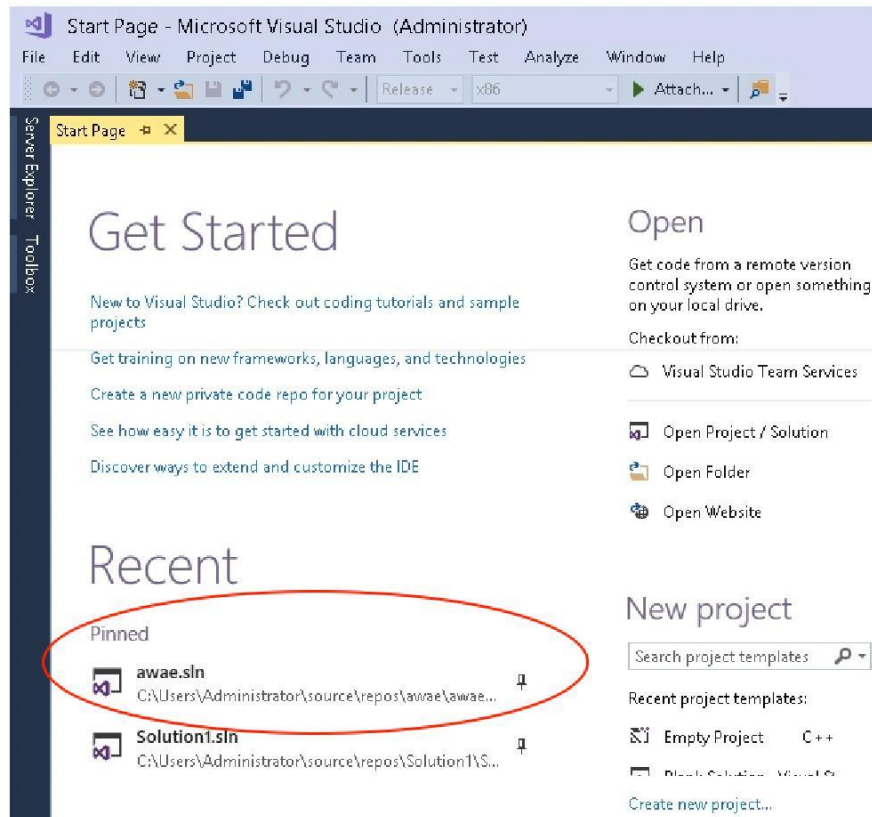 Start Page - Microsoft Visual Studio (Administrator)
File Edit View Project Debug Team Tools Test Analyze Window Help
Release x86 Attach...
Server Explorer
Toolbox
Start Page
Get Started
New to Visual Studio? Check out coding tutorials and sample
projects
Get training on new frameworks, languages, and technologies
Create a new private code repo for your project
See how easy it is to get started with cloud services
Discover ways to extend and customize the IDE
Recent
Pinned
awae.sln
C:\Users\Administrator\source\repos\awae\awae...
Solution1.sln
C:\Users\Administrator\source\repos\Solution1\S...
Open
Get code from a remote version
control system or open something
on your local drive.
Checkout from:
Visual Studio Team Services
Open Project / Solution
Open Folder
Open Website
New project
Search project templates
Recent project templates:
Empty Project C++
Create new project...